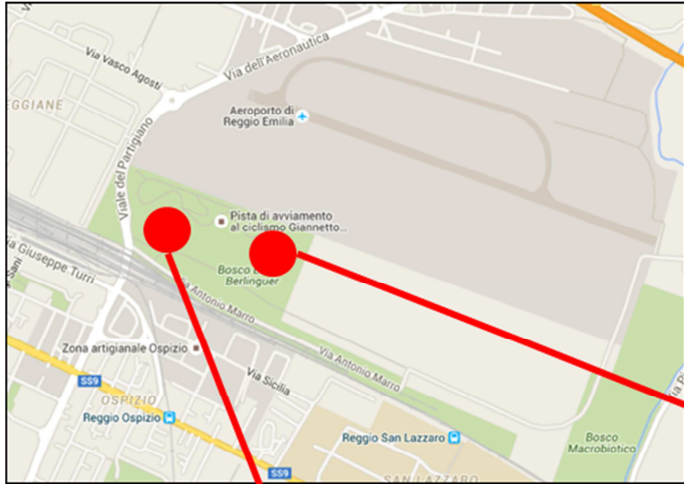 Via Vasco Agosti
Via dell'Aeronautica
EGGIANE
Aeroporto di
Reggio Emilia
Viale del Partigiano
Pista di avviamento
al ciclismo Giannetto...
ia Giuseppe Turri
Bosco
Berlinguer
Via Antonio Marro
Sani
Zona artigianale Ospizio
Via Antonio Marro
Via Sicilia
SS9
OSPIZIO
Reggio Ospizio
Reggio San Lazzaro
Bosco
Macrobiotico
SS9
SAN LAZZARO